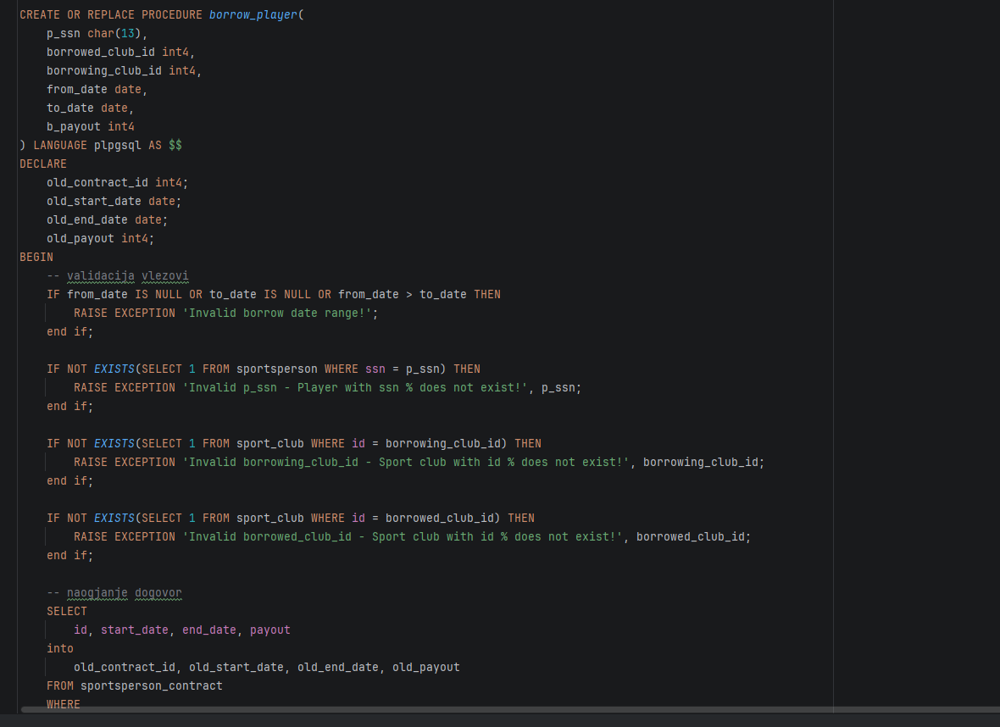 CREATE OR REPLACE PROCEDURE borrow_player(
    p_ssn char(13),
    borrowed_club_id int4,
    borrowing_club_id int4,
    from_date date,
    to_date date,
    b_payout int4
) LANGUAGE plpgsql AS $$
DECLARE
    old_contract_id int4;
    old_start_date date;
    old_end_date date;
    old_payout int4;
BEGIN
    -- validacija vlezovi
    IF from_date IS NULL OR to_date IS NULL OR from_date > to_date THEN
        RAISE EXCEPTION 'Invalid borrow date range!';
    end if;

    IF NOT EXISTS(SELECT 1 FROM sportsperson WHERE ssn = p_ssn) THEN
        RAISE EXCEPTION 'Invalid p_ssn - Player with ssn % does not exist!', p_ssn;
    end if;

    IF NOT EXISTS(SELECT 1 FROM sport_club WHERE id = borrowing_club_id) THEN
        RAISE EXCEPTION 'Invalid borrowing_club_id - Sport club with id % does not exist!', borrowing_club_id;
    end if;

    IF NOT EXISTS(SELECT 1 FROM sport_club WHERE id = borrowed_club_id) THEN
        RAISE EXCEPTION 'Invalid borrowed_club_id - Sport club with id % does not exist!', borrowed_club_id;
    end if;

    -- naogjanje dogovor
    SELECT
        id, start_date, end_date, payout
    into
        old_contract_id, old_start_date, old_end_date, old_payout
    FROM sportsperson_contract
    WHERE